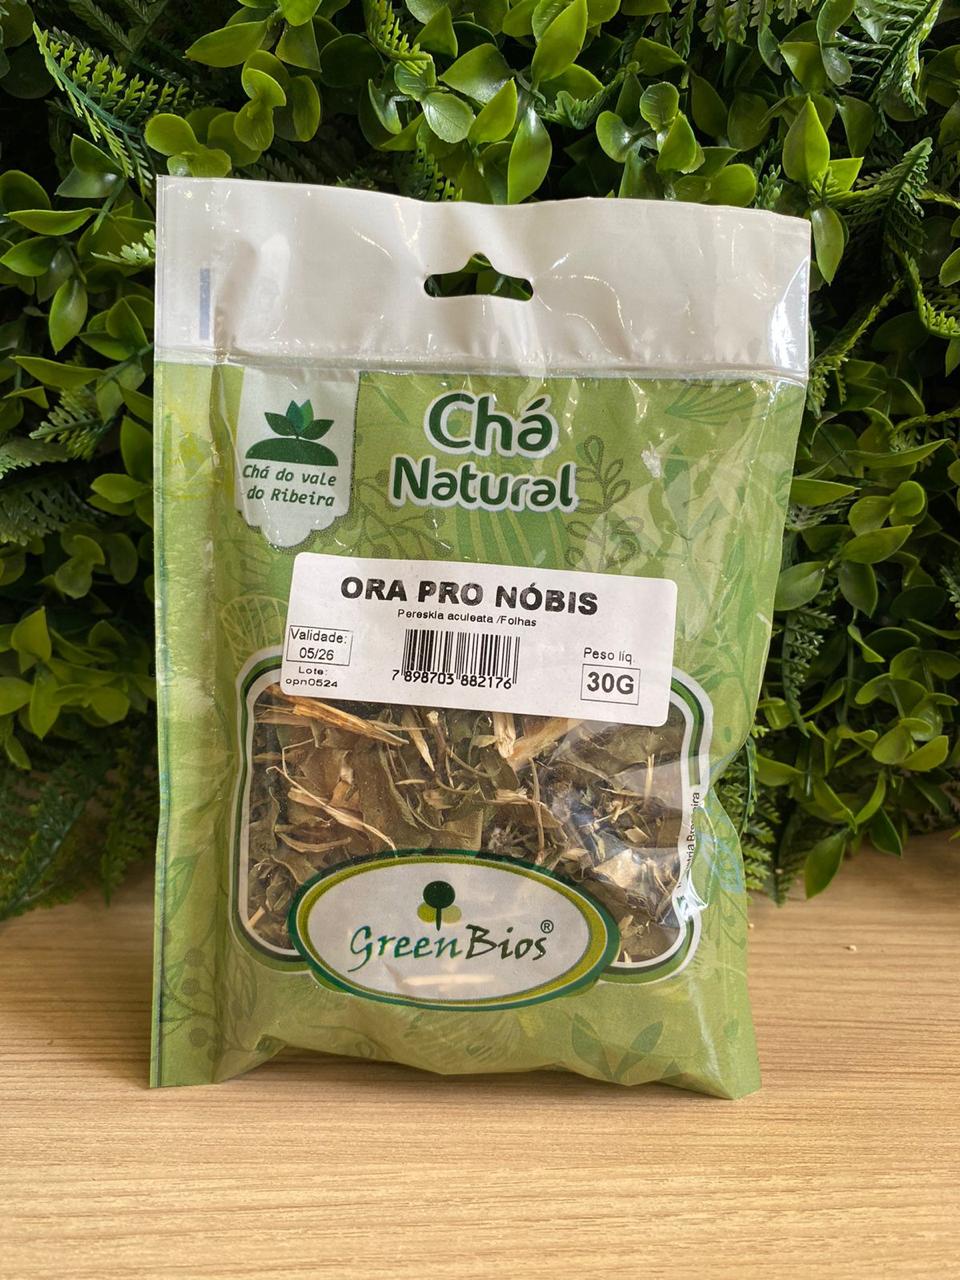 Chá do vale
do Ribeira
Chá
Natural
ORA PRO NÓBIS
Pereskia aculeata /Folhas
Validade:
05/26
Lote:
opn0524
7 898703 882176
Peso líq.
30G
GreenBios®